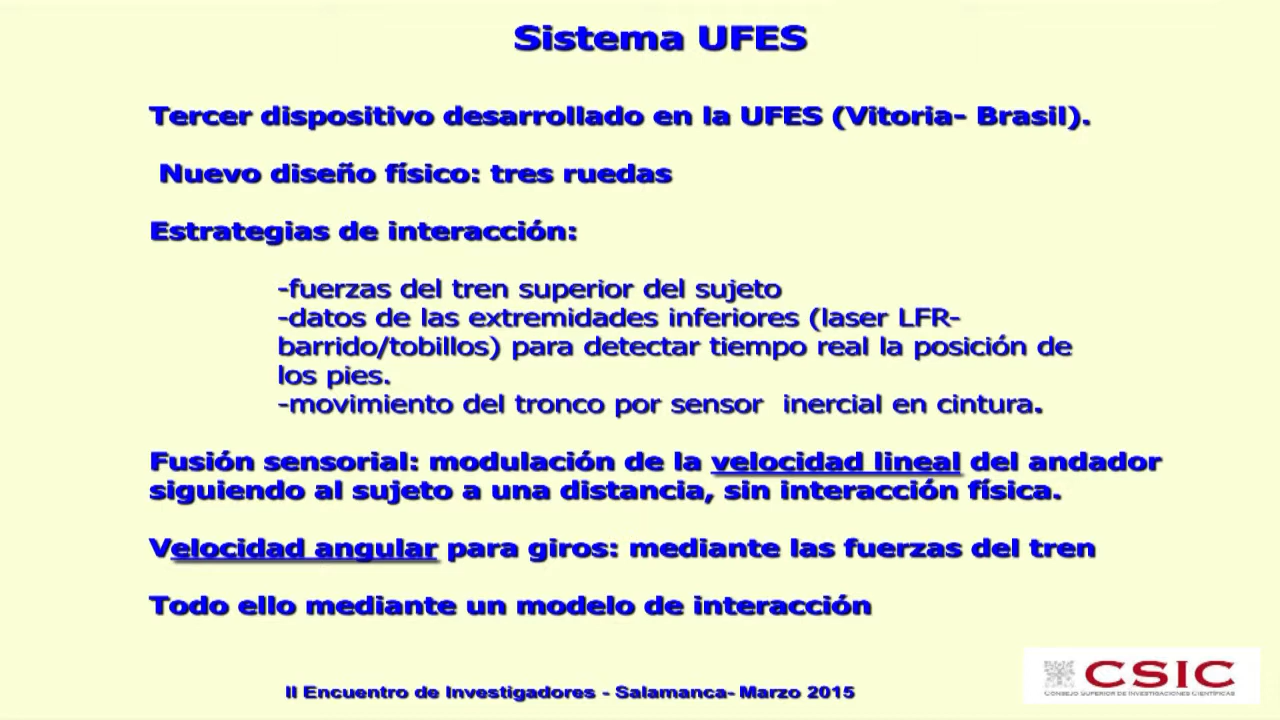 Sistema UFES
Tercer dispositivo desarrollado en la UFES (Vitoria- Brasil).
Nuevo diseño físico: tres ruedas
Estrategias de interacción:
-fuerzas del tren superior del sujeto
-datos de las extremidades inferiores (laser LFR-
barrido/tobillos) para detectar tiempo real la posición de
los pies.
-movimiento del tronco por sensor  inercial en cintura.
Fusión sensorial: modulación de la velocidad lineal del andador
siguiendo al sujeto a una distancia, sin interacción física.
Velocidad angular para giros: mediante las fuerzas del tren
Todo ello mediante un modelo de interacción
CSIC
CONSEJO SUPERIOR DE INVESTIGACIONES CIENTÍFICAS
II Encuentro de Investigadores - Salamanca- Marzo 2015